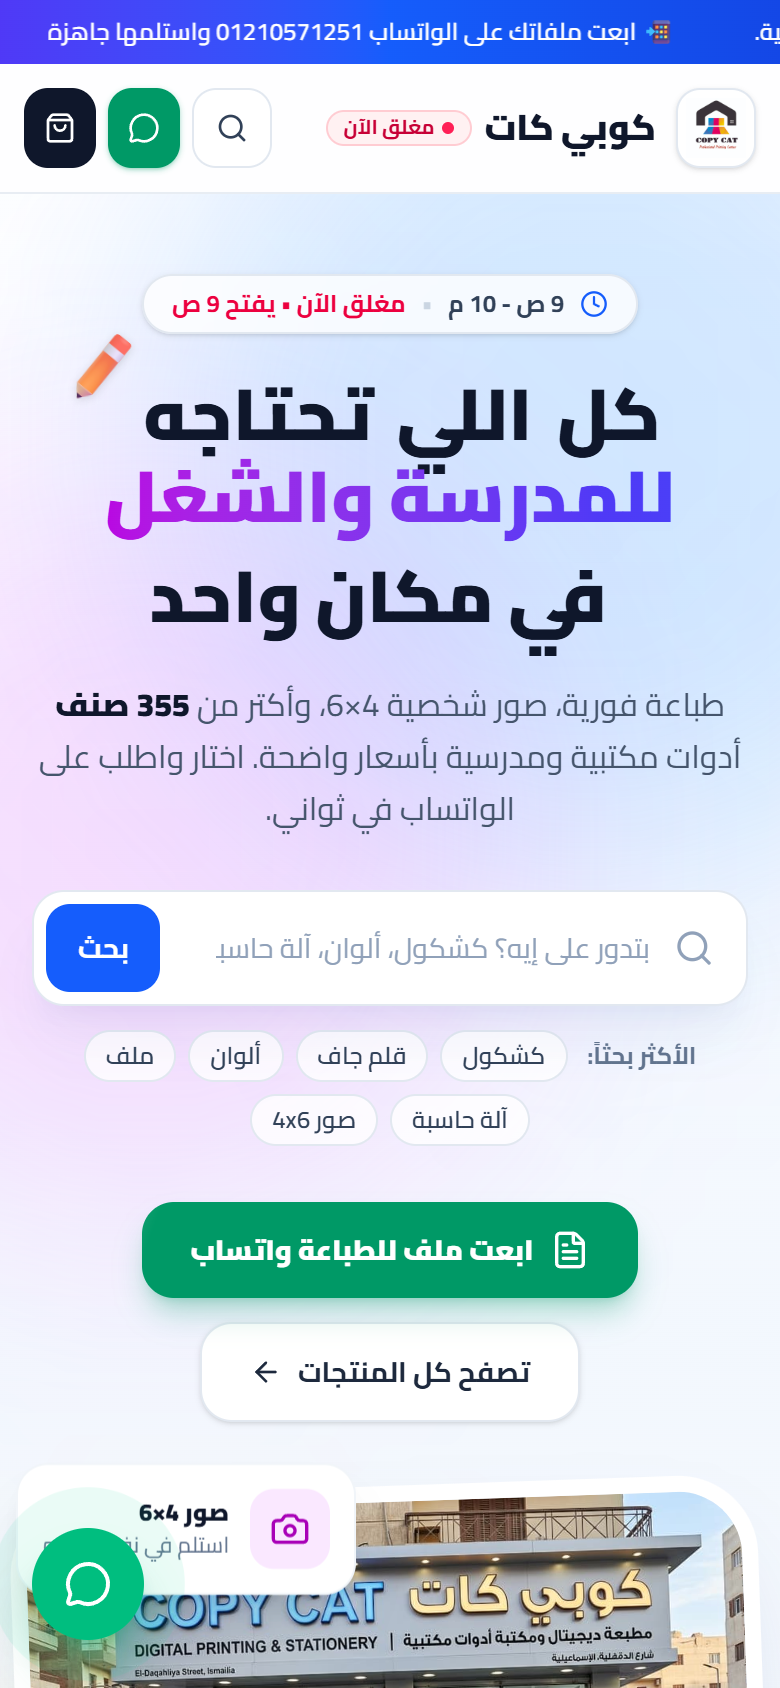 ية.
ابعت ملفاتك على الواتساب 01210571251 واستلمها جاهزة
COPY CAT
كوبي كات
مغلق الآن
9 ص - 10 م
مغلق الآن • يفتح 9 ص
كل اللي تحتاجه
للمدرسة والشغل
في مكان واحد
طباعة فورية، صور شخصية 4×6، وأكتر من 355 صنف
أدوات مكتبية ومدرسية بأسعار واضحة. اختار واطلب على
الواتساب في ثواني.
بتدور على إيه؟ كشكول، ألوان، آلة حاسب
بحث
الأكثر بحثاً:
كشكول
قلم جاف
ألوان
ملف
آلة حاسبة
صور 4x6
ابعت ملف للطباعة واتساب
تصفح كل المنتجات
صور 4×6
استلم في
كوبي كات COPY CAT
مطبعة ديجيتال ومكتبة أدوات مكتبية | DIGITAL PRINTING & STATIONERY
شارع الدقهلية، الإسماعيلية
El-Daqahliya Street, Ismailia